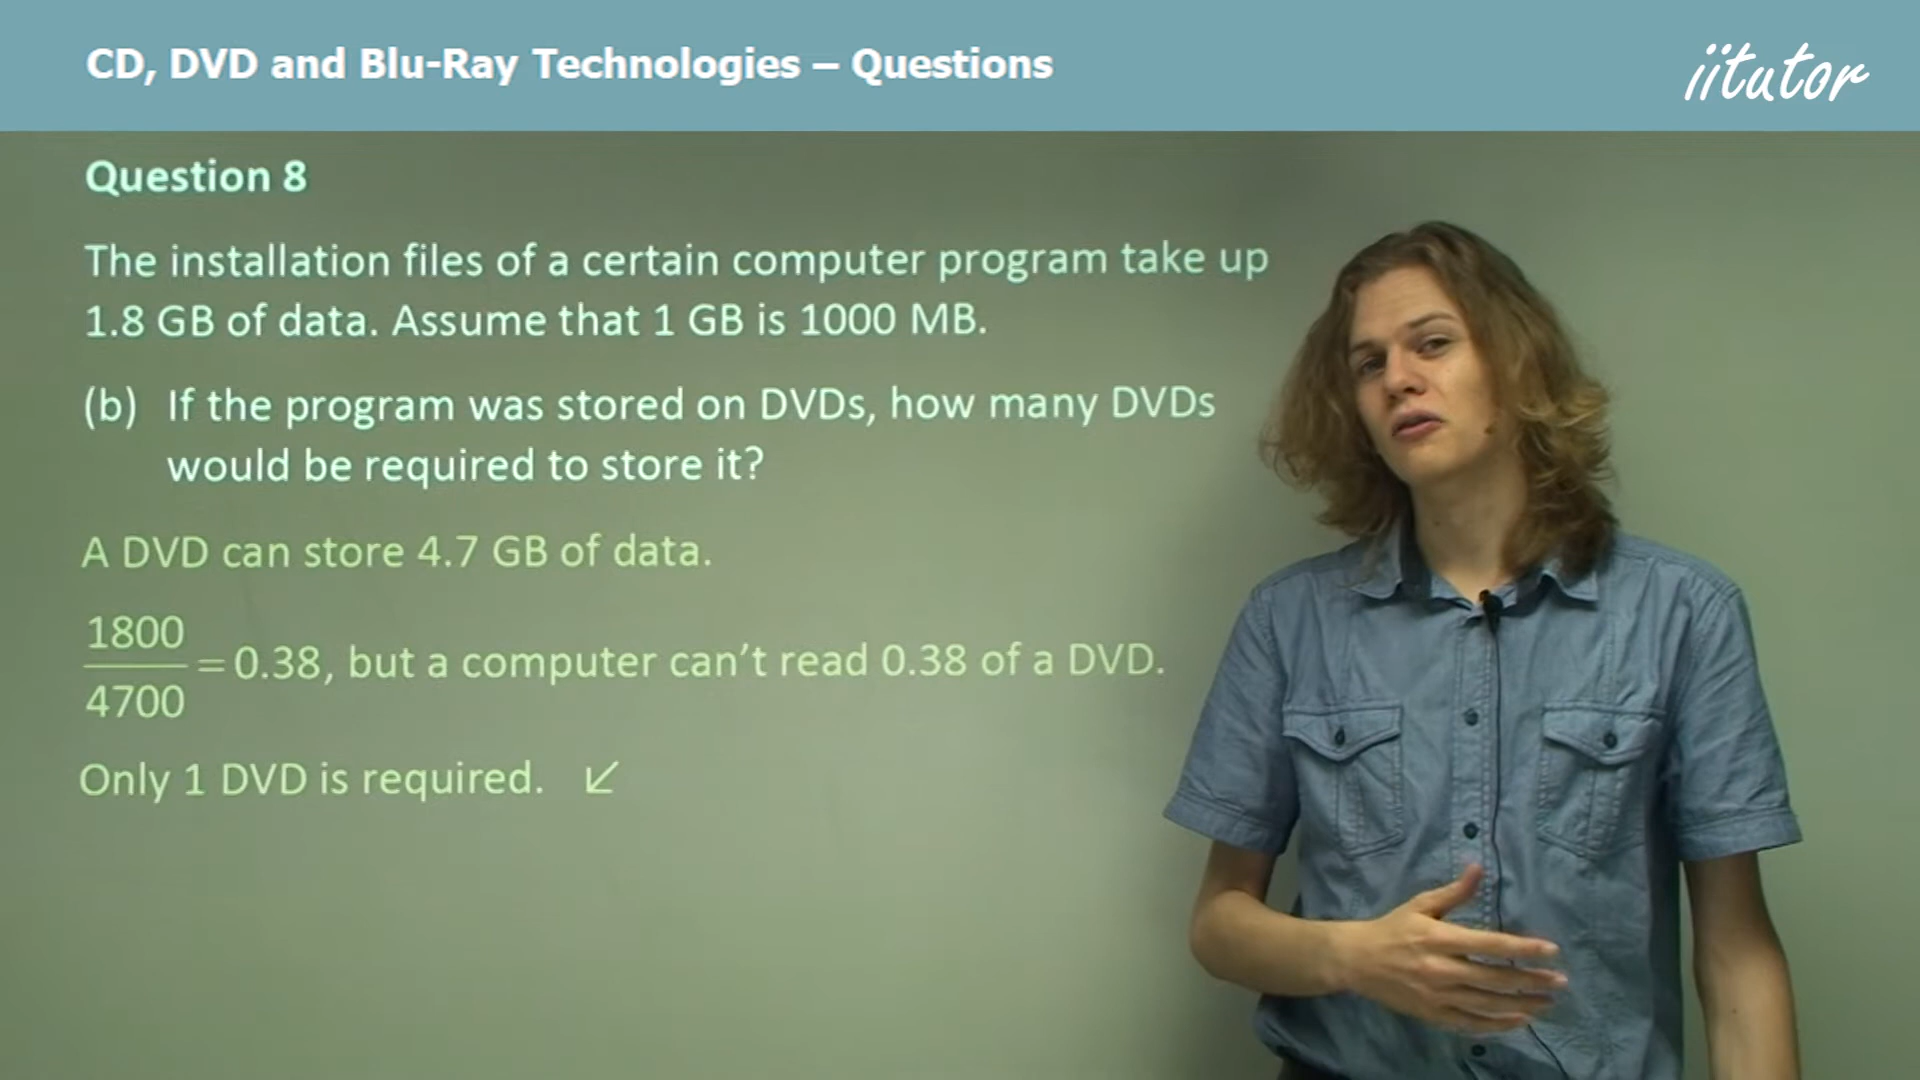 CD, DVD and Blu-Ray Technologies – Questions
iitutor
Question 8
The installation files of a certain computer program take up
1.8 GB of data. Assume that 1 GB is 1000 MB.
(b) If the program was stored on DVDs, how many DVDs
would be required to store it?
A DVD can store 4.7 GB of data.
1800
4700
= 0.38, but a computer can't read 0.38 of a DVD.
Only 1 DVD is required. ↙